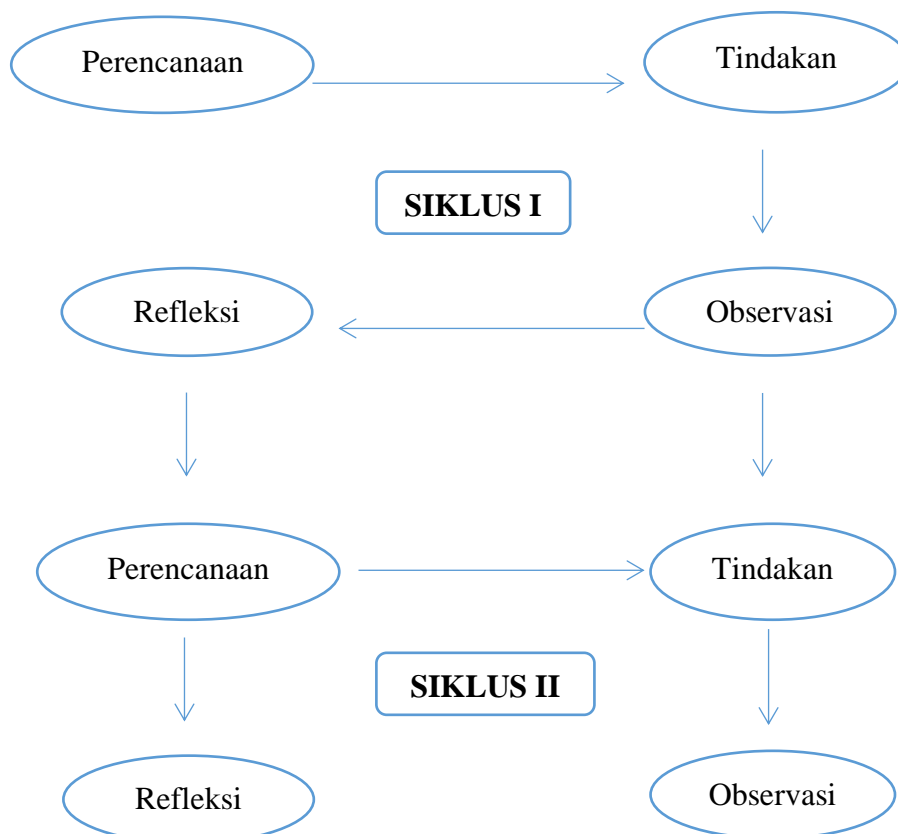 Perencanaan
Tindakan
SIKLUS I
Refleksi
Observasi
Perencanaan
Tindakan
SIKLUS II
Refleksi
Observasi